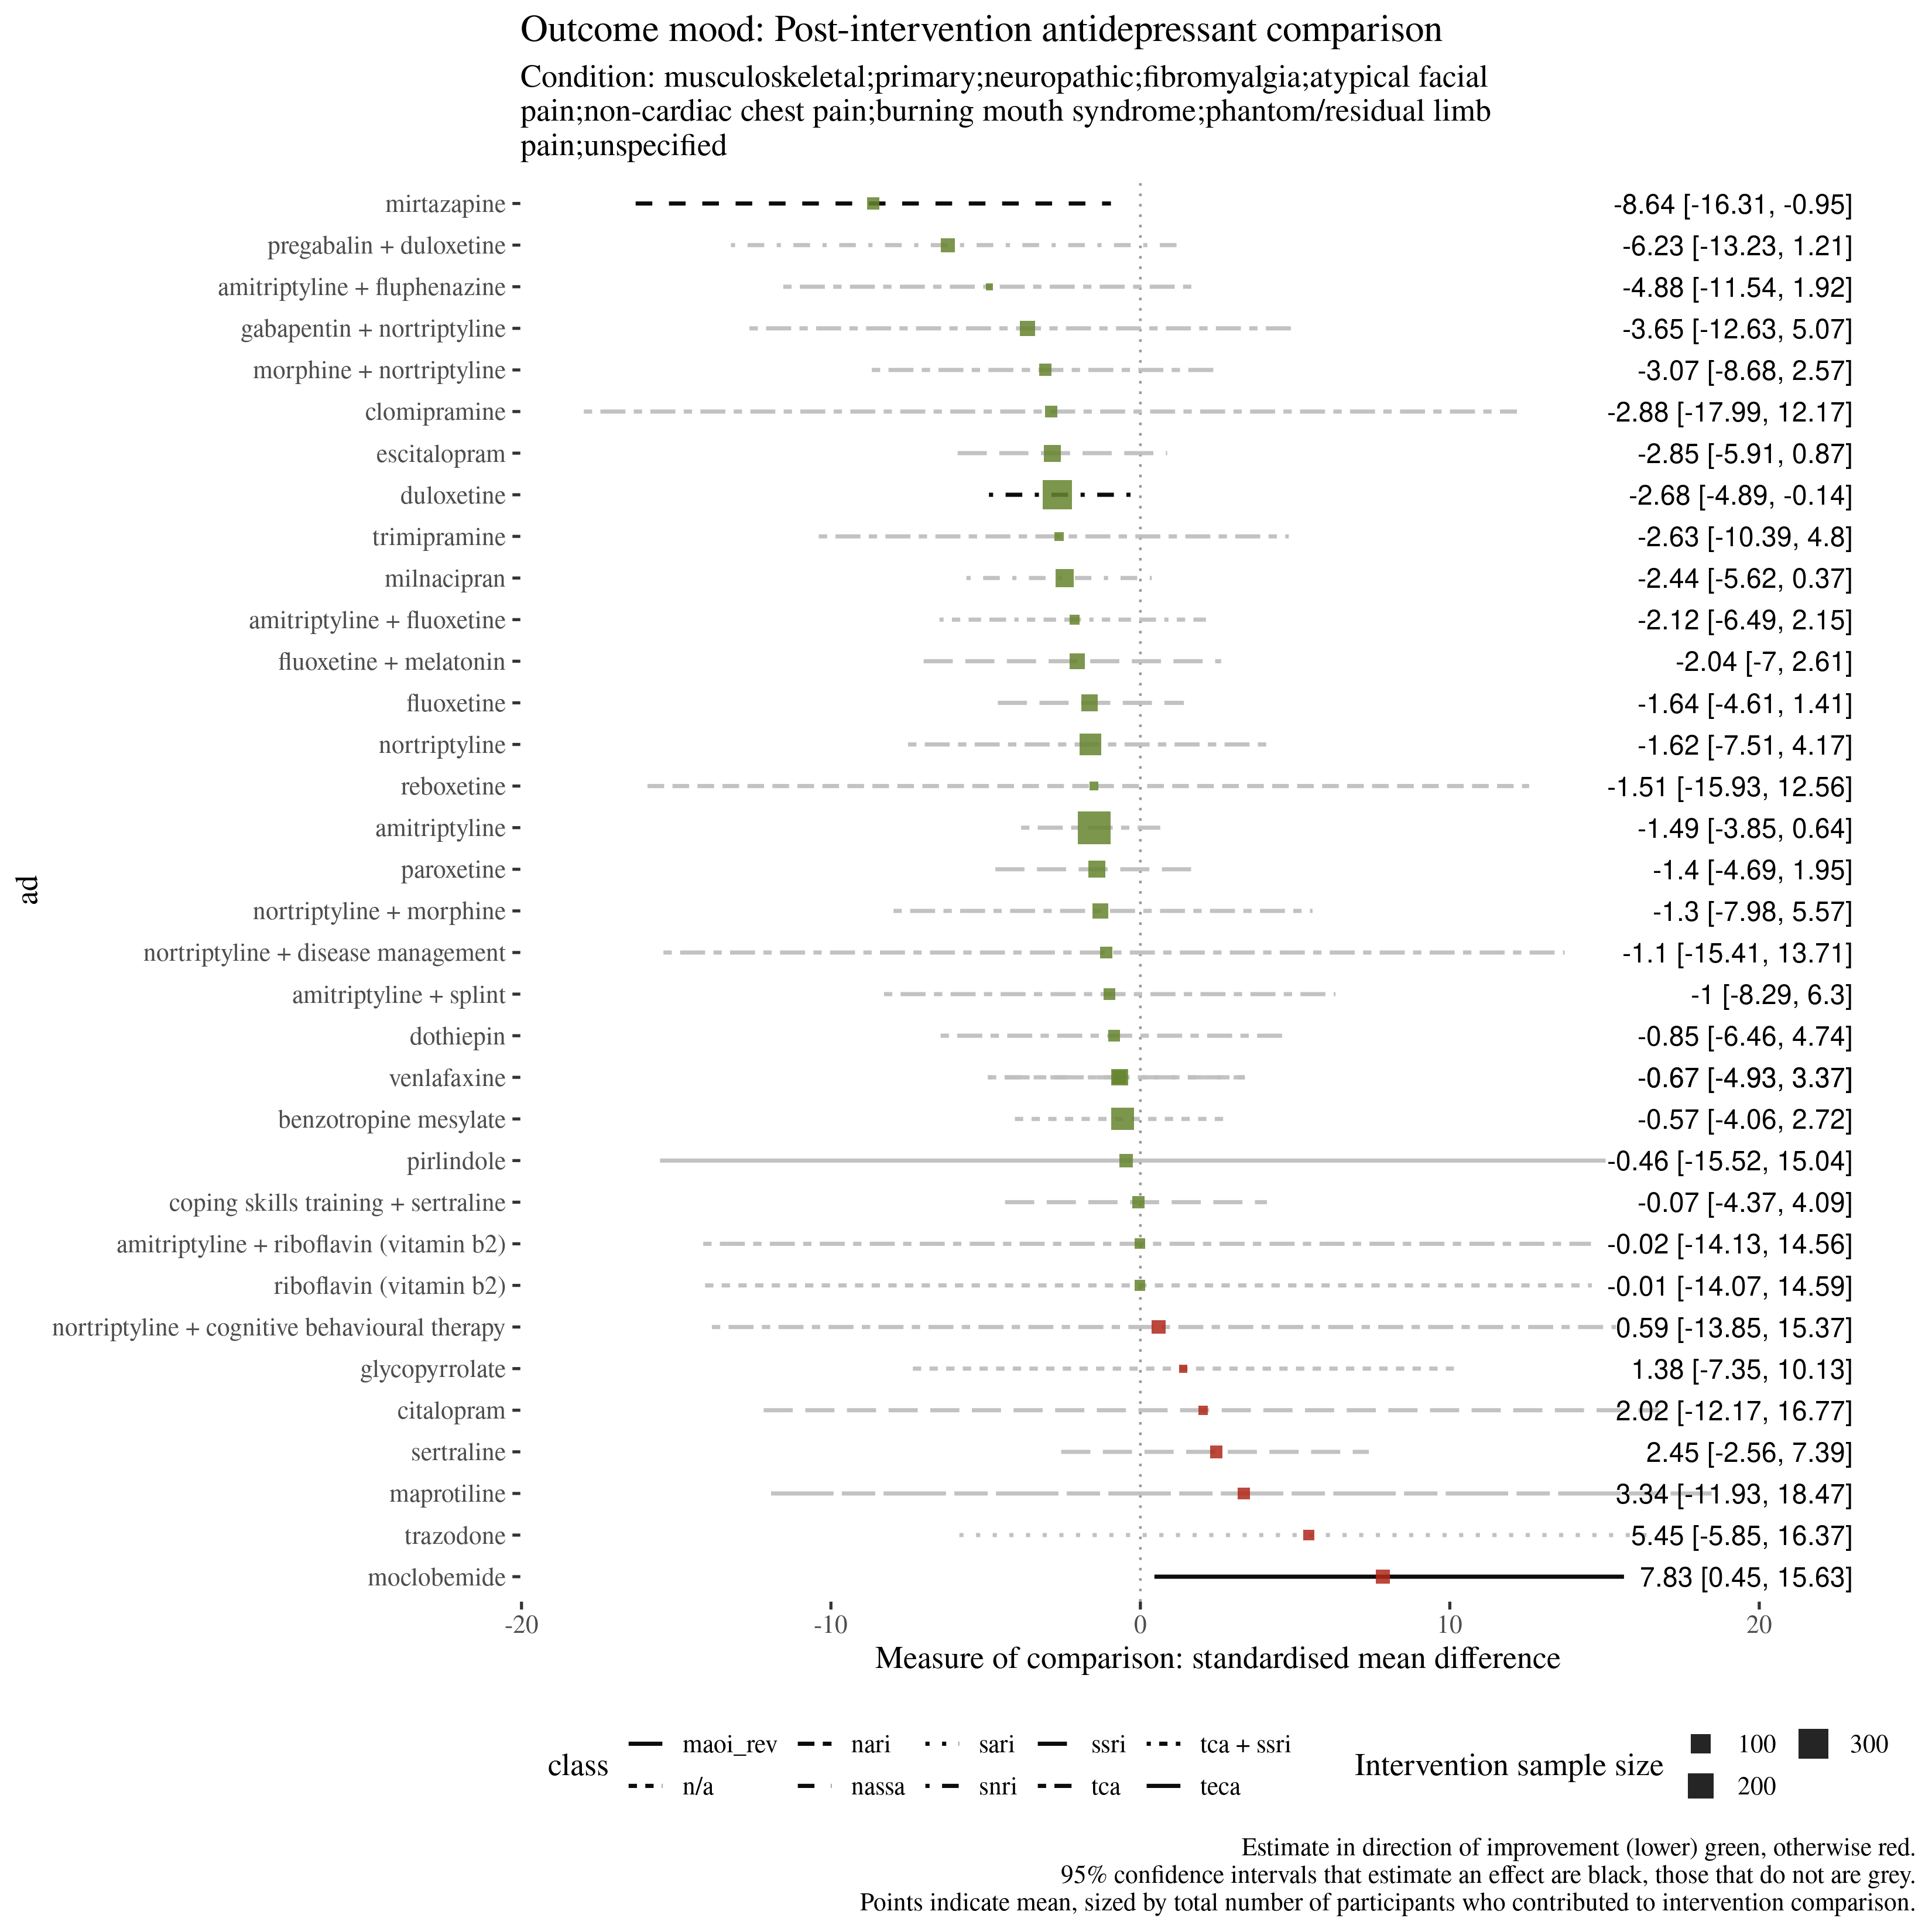 Outcome mood: Post-intervention antidepressant comparison
Condition: musculoskeletal;primary;neuropathic;fibromyalgia;atypical facial
pain;non-cardiac chest pain;burning mouth syndrome;phantom/residual limb
pain;unspecified
ad
mirtazapine -8.64 [-16.31, -0.95]
pregabalin + duloxetine -6.23 [-13.23, 1.21]
amitriptyline + fluphenazine -4.88 [-11.54, 1.92]
gabapentin + nortriptyline -3.65 [-12.63, 5.07]
morphine + nortriptyline -3.07 [-8.68, 2.57]
clomipramine -2.88 [-17.99, 12.17]
escitalopram -2.85 [-5.91, 0.87]
duloxetine -2.68 [-4.89, -0.14]
trimipramine -2.63 [-10.39, 4.8]
milnacipran -2.44 [-5.62, 0.37]
amitriptyline + fluoxetine -2.12 [-6.49, 2.15]
fluoxetine + melatonin -2.04 [-7, 2.61]
fluoxetine -1.64 [-4.61, 1.41]
nortriptyline -1.62 [-7.51, 4.17]
reboxetine -1.51 [-15.93, 12.56]
amitriptyline -1.49 [-3.85, 0.64]
paroxetine -1.4 [-4.69, 1.95]
nortriptyline + morphine -1.3 [-7.98, 5.57]
nortriptyline + disease management -1.1 [-15.41, 13.71]
amitriptyline + splint -1 [-8.29, 6.3]
dothiepin -0.85 [-6.46, 4.74]
venlafaxine -0.67 [-4.93, 3.37]
benzotropine mesylate -0.57 [-4.06, 2.72]
pirlindole -0.46 [-15.52, 15.04]
coping skills training + sertraline -0.07 [-4.37, 4.09]
amitriptyline + riboflavin (vitamin b2) -0.02 [-14.13, 14.56]
riboflavin (vitamin b2) -0.01 [-14.07, 14.59]
nortriptyline + cognitive behavioural therapy 0.59 [-13.85, 15.37]
glycopyrrolate 1.38 [-7.35, 10.13]
citalopram 2.02 [-12.17, 16.77]
sertraline 2.45 [-2.56, 7.39]
maprotiline 3.34 [-11.93, 18.47]
trazodone 5.45 [-5.85, 16.37]
moclobemide 7.83 [0.45, 15.63]
-20 -10 0 10 20
Measure of comparison: standardised mean difference
class maoi_rev nari sari ssri tca + ssri
n/a nassa snri tca teca
Intervention sample size 100 300
200
Estimate in direction of improvement (lower) green, otherwise red.
95% confidence intervals that estimate an effect are black, those that do not are grey.
Points indicate mean, sized by total number of participants who contributed to intervention comparison.